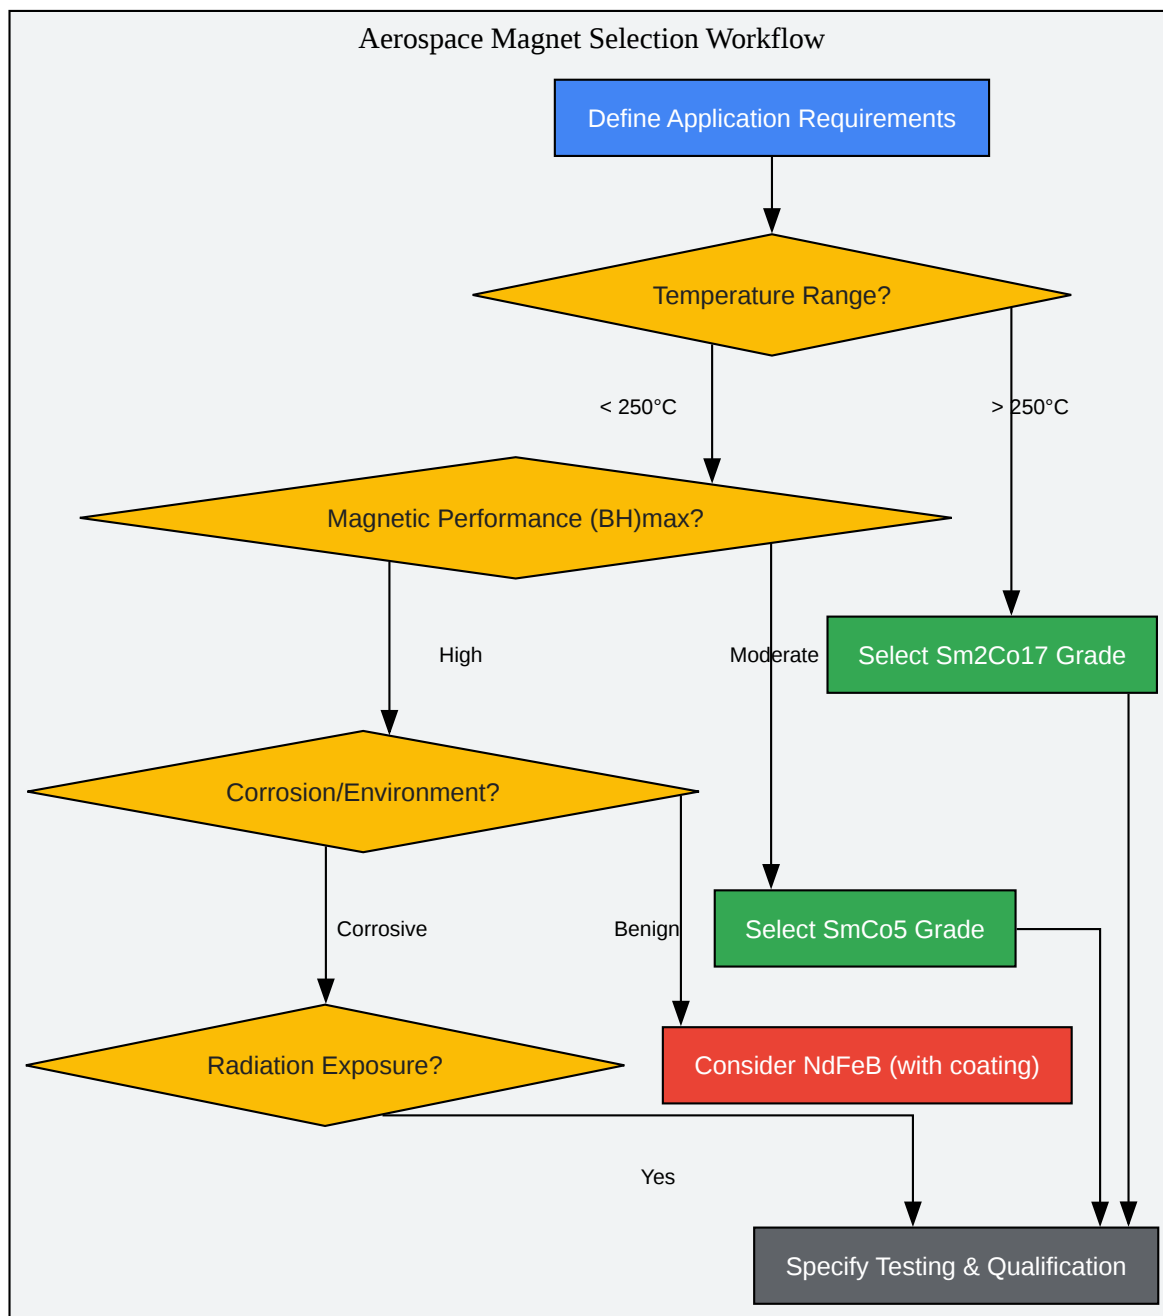 Aerospace Magnet Selection Workflow
Define Application Requirements
Temperature Range?
< 250°C
> 250°C
Magnetic Performance (BH)max?
High
Moderate
Select Sm2Co17 Grade
Corrosion/Environment?
Corrosive
Benign
Select SmCo5 Grade
Radiation Exposure?
Consider NdFeB (with coating)
Yes
Specify Testing & Qualification